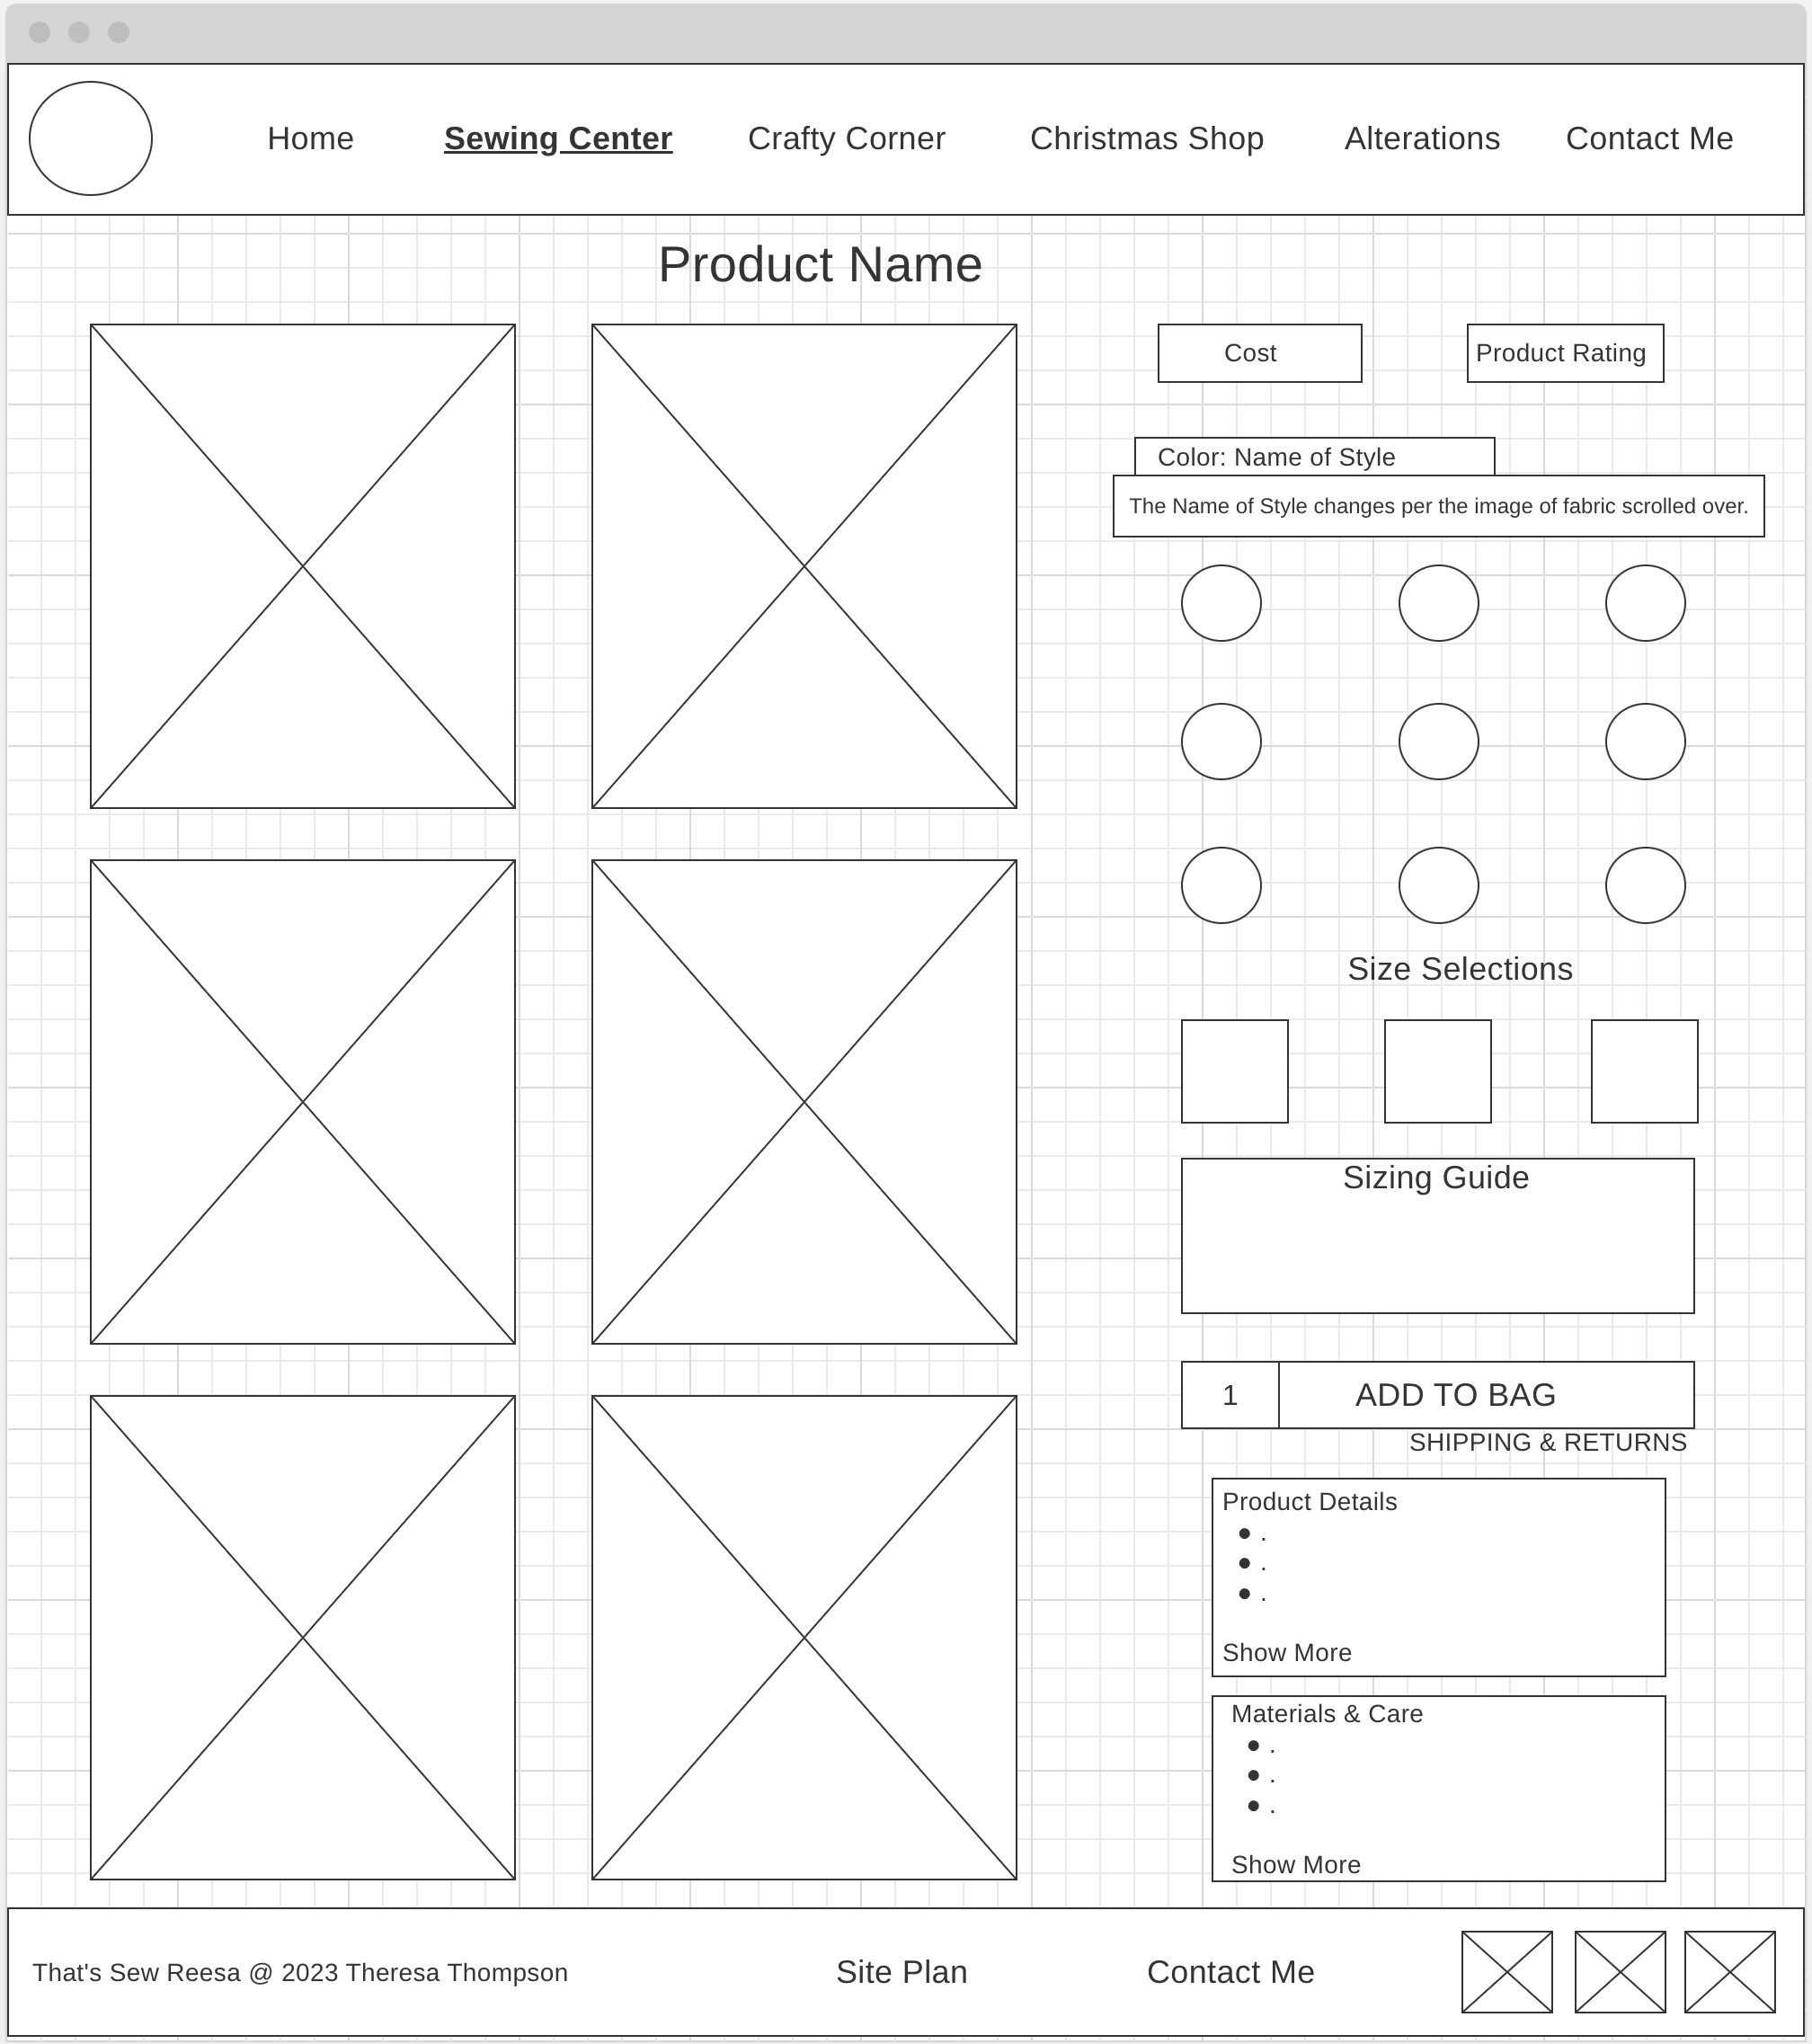 Home Sewing Center Crafty Corner Christmas Shop Alterations Contact Me
Product Name
Cost
Product Rating
Color: Name of Style
The Name of Style changes per the image of fabric scrolled over.
Size Selections
Sizing Guide
1 ADD TO BAG
SHIPPING & RETURNS
Product Details
• .
• .
• .
Show More
Materials & Care
• .
• .
• .
Show More
That's Sew Reesa @ 2023 Theresa Thompson
Site Plan
Contact Me